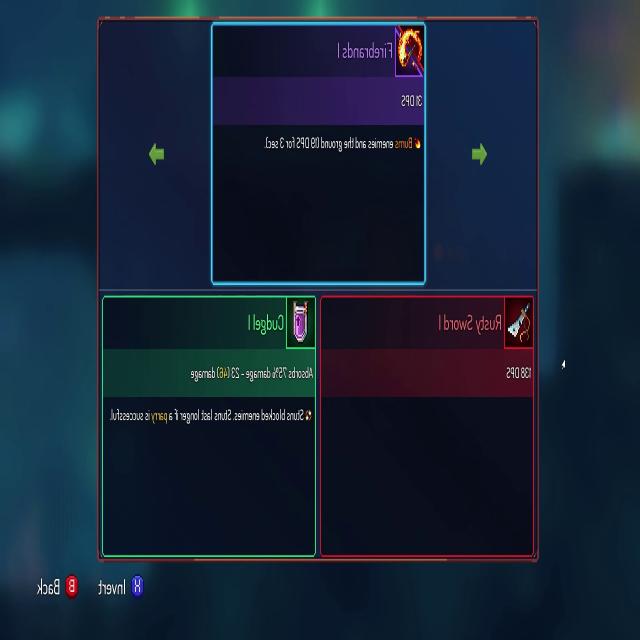 Firebrands I
31 DPS
Burns enemies and the ground (19 DPS for 3 sec).
Rusty Sword I
138 DPS
Cudgel I
Absorbs 75% damage - 23 (46) damage
Stuns blocked enemies. Stuns last longer if a parry is successful.
X Invert
B Back